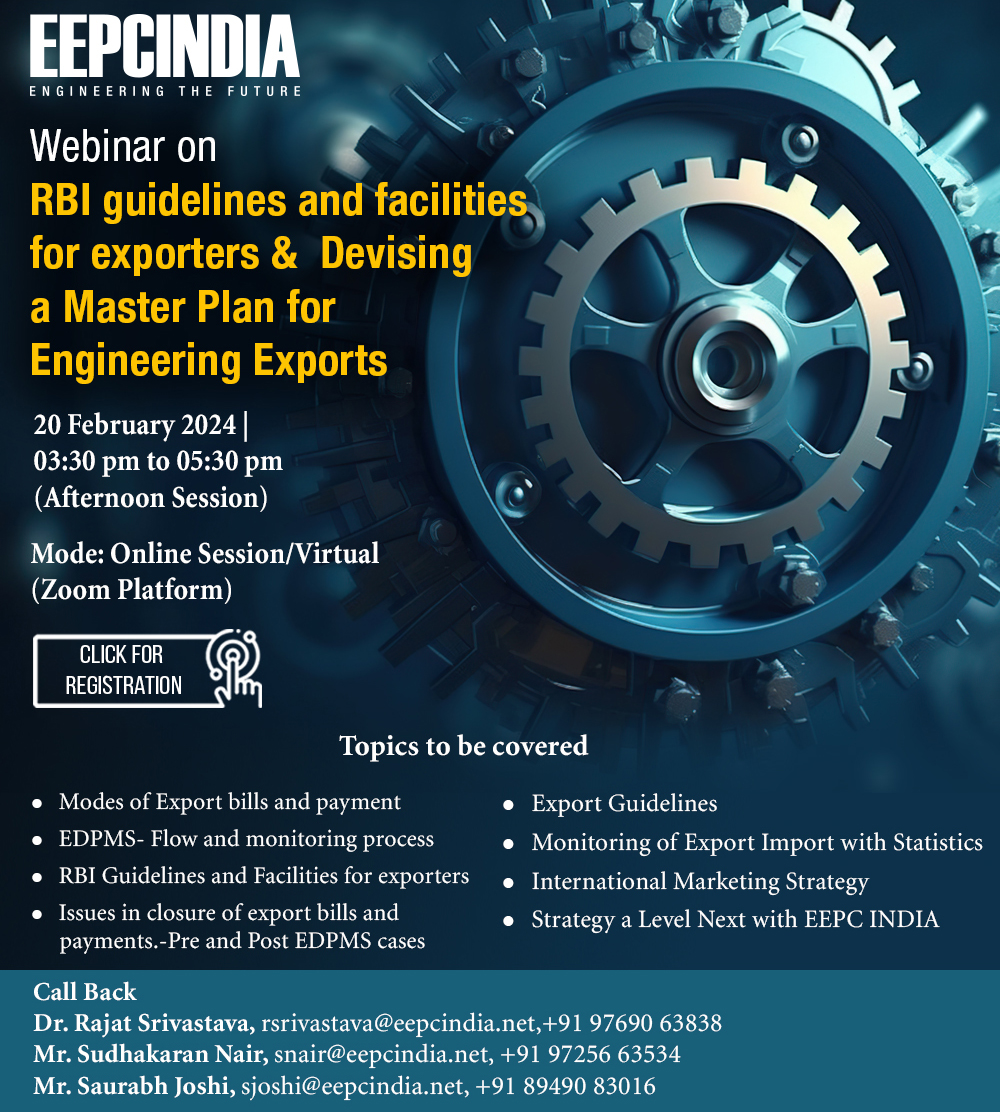 EEPCINDIA
ENGINEERING THE FUTURE
Webinar on
RBI guidelines and facilities
for exporters & Devising
a Master Plan for
Engineering Exports
20 February 2024 |
03:30 pm to 05:30 pm
(Afternoon Session)
Mode: Online Session/Virtual
(Zoom Platform)
CLICK FOR
REGISTRATION
Topics to be covered
• Modes of Export bills and payment
• EDPMS- Flow and monitoring process
• RBI Guidelines and Facilities for exporters
• Issues in closure of export bills and
payments.-Pre and Post EDPMS cases
• Export Guidelines
• Monitoring of Export Import with Statistics
• International Marketing Strategy
• Strategy a Level Next with EEPC INDIA
Call Back
Dr. Rajat Srivastava, rsrivastava@eepcindia.net,+91 97690 63838
Mr. Sudhakaran Nair, snair@eepcindia.net, +91 97256 63534
Mr. Saurabh Joshi, sjoshi@eepcindia.net, +91 89490 83016